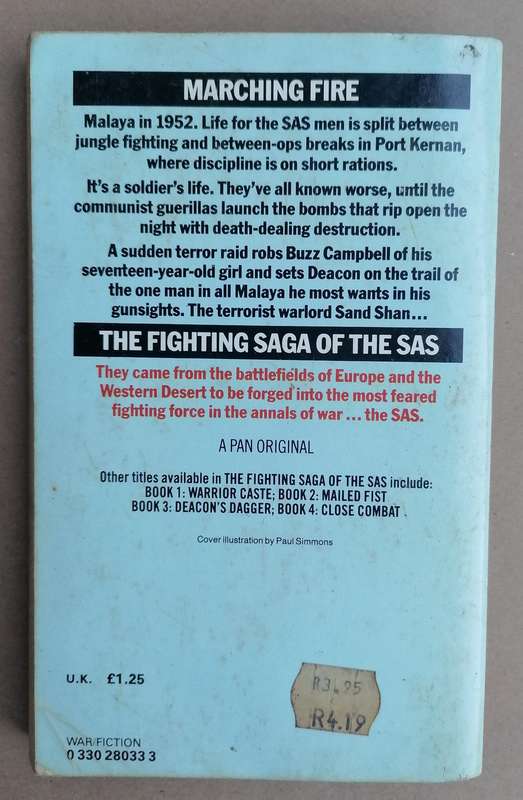 MARCHING FIRE
Malaya in 1952. Life for the SAS men is split between
jungle fighting and between-ops breaks in Port Kernan,
where discipline is on short rations.
It's a soldier's life. They've all known worse, until the
communist guerillas launch the bombs that rip open the
night with death-dealing destruction.
A sudden terror raid robs Buzz Campbell of his
seventeen-year-old girl and sets Deacon on the trail of
the one man in all Malaya he most wants in his
gunsights. The terrorist warlord Sand Shan...
THE FIGHTING SAGA OF THE SAS
They came from the battlefields of Europe and the
Western Desert to be forged into the most feared
fighting force in the annals of war ... the SAS.
A PAN ORIGINAL
Other titles available in THE FIGHTING SAGA OF THE SAS include:
BOOK 1: WARRIOR CASTE; BOOK 2: MAILED FIST
BOOK 3: DEACON'S DAGGER; BOOK 4: CLOSE COMBAT
Cover illustration by Paul Simmons
U.K. £1.25
R3.95
R4.19
WAR/FICTION
0 330 28033 3